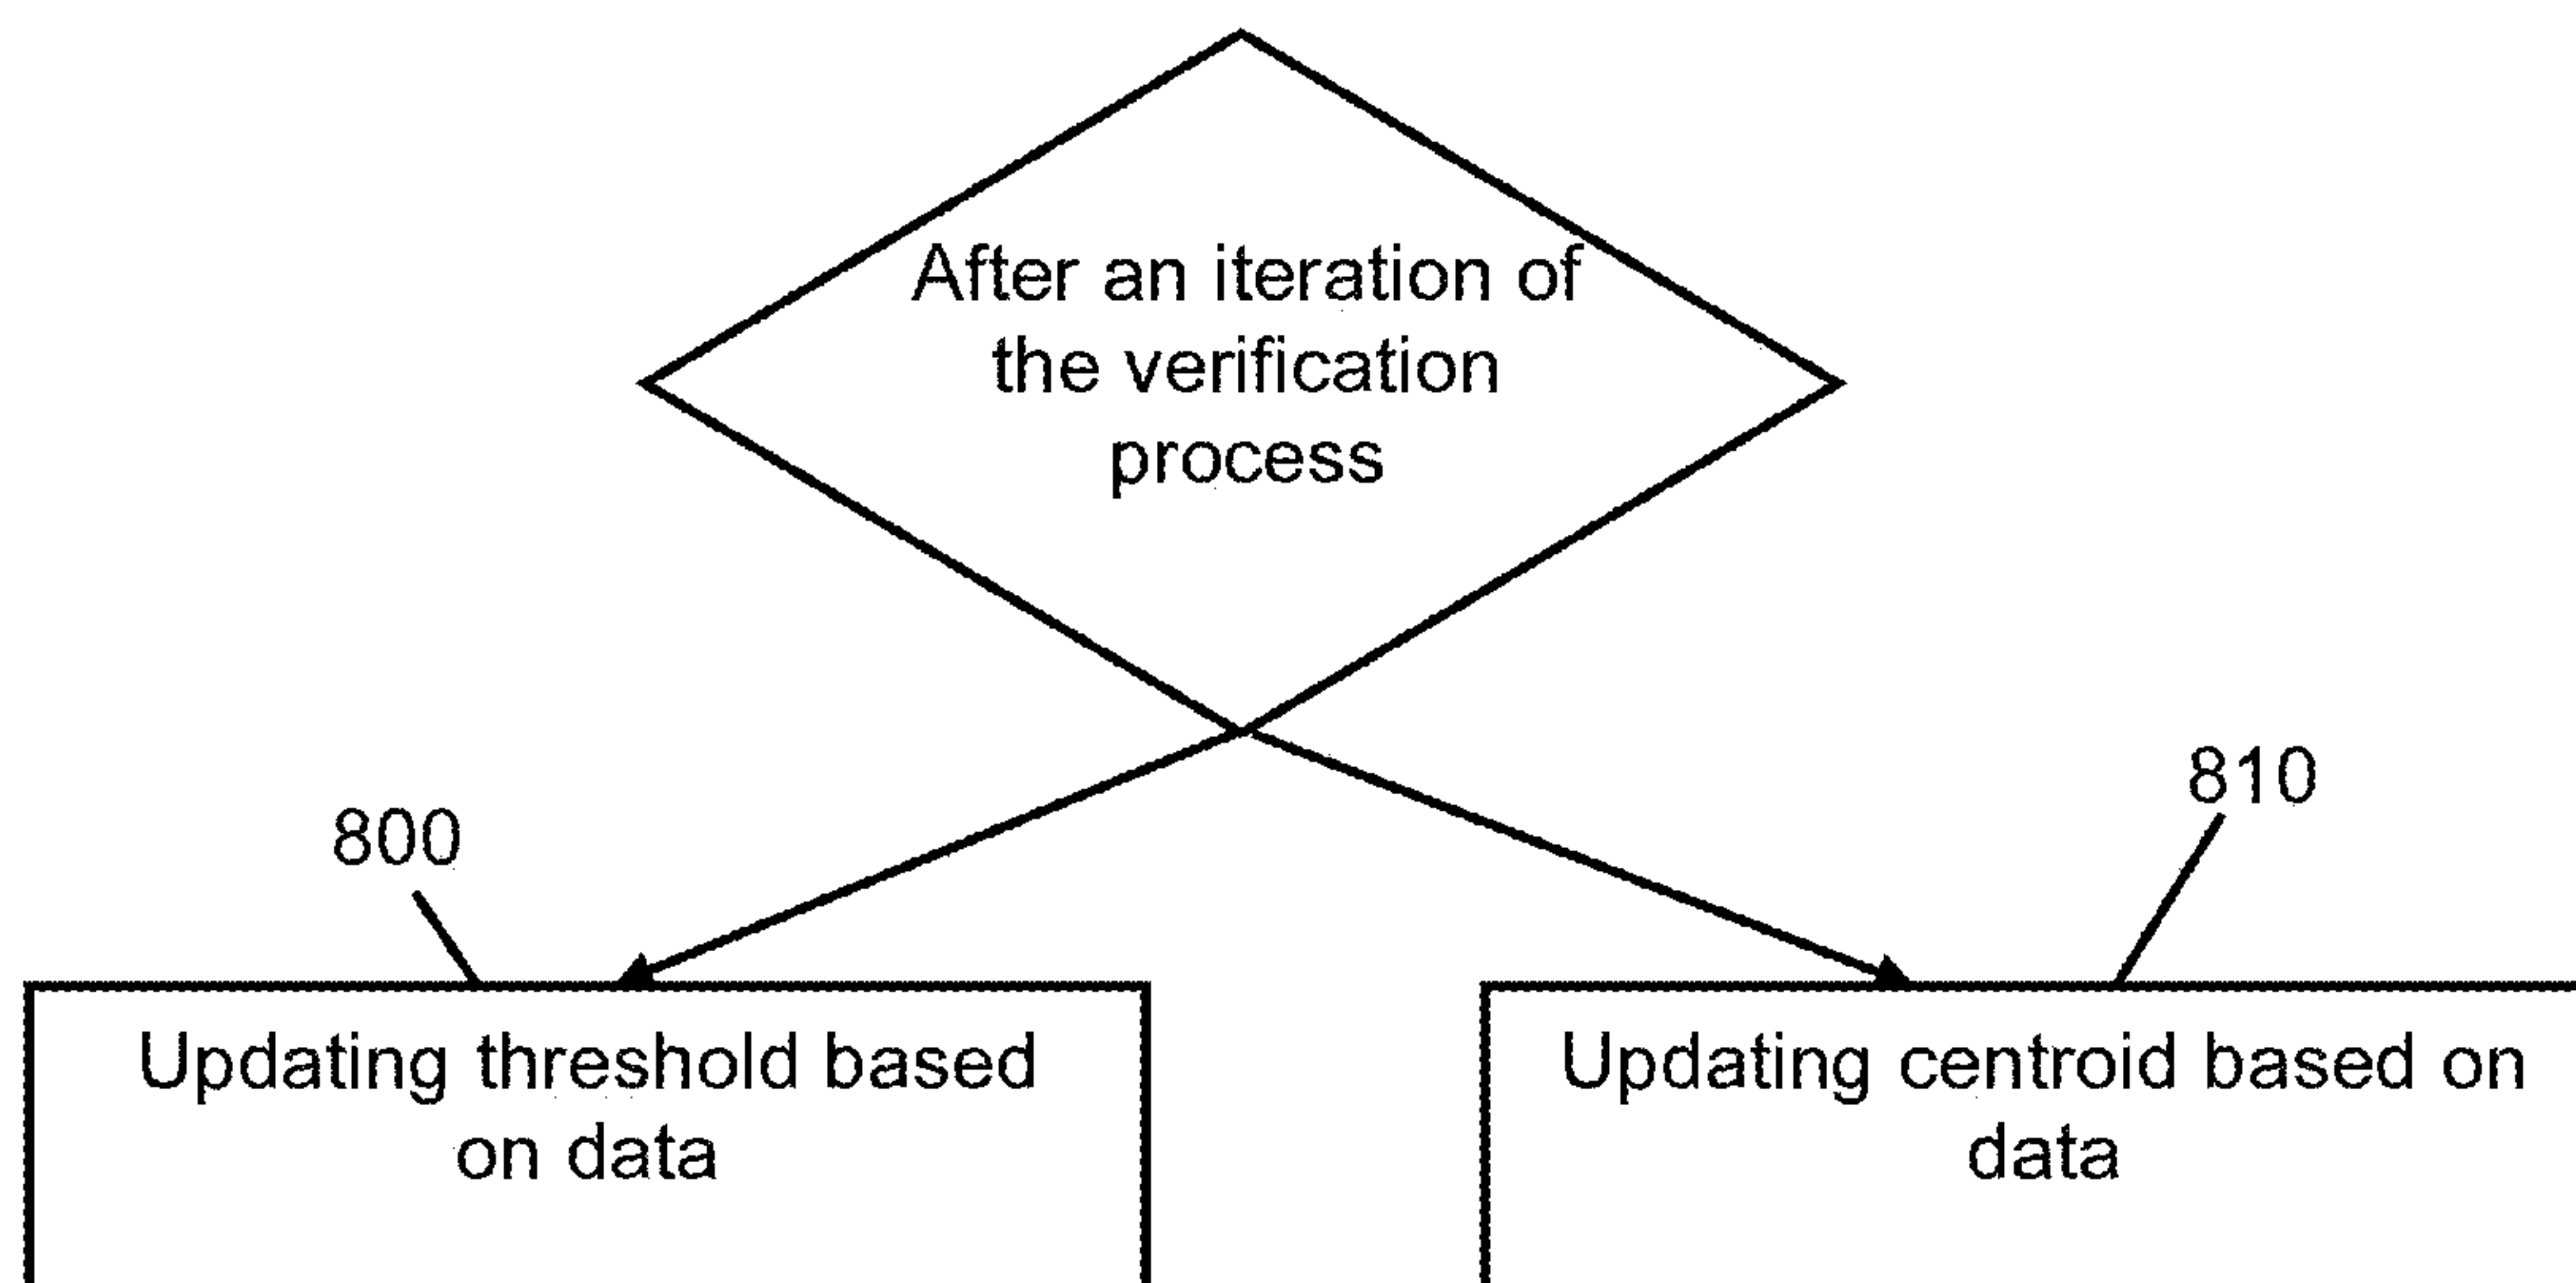 After an iteration of
the verification
process
810
800
Updating threshold based
on data
Updating centroid based on
data